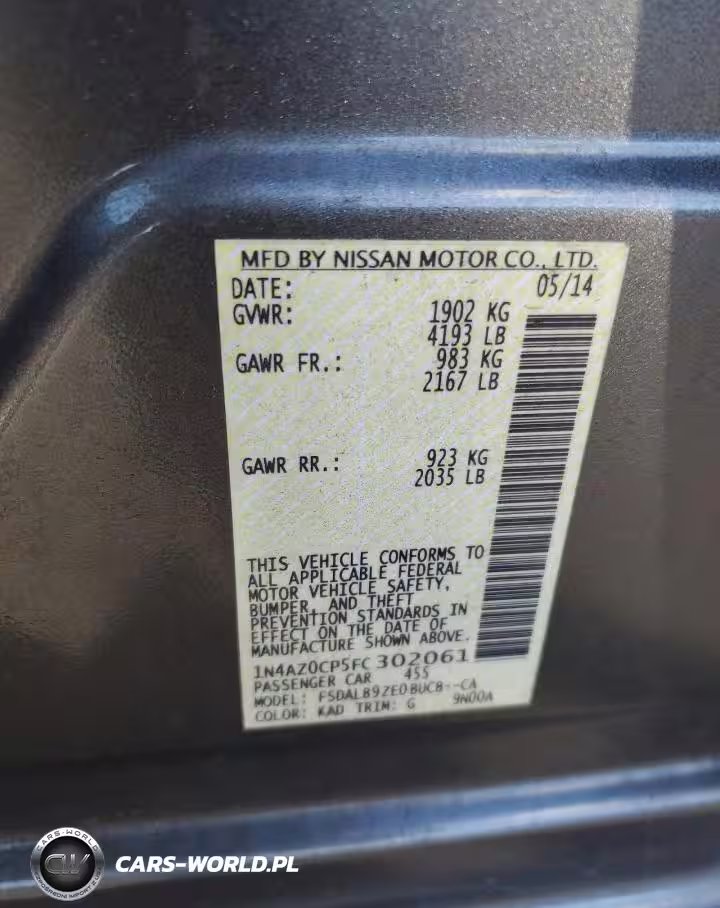 MFD BY NISSAN MOTOR CO., LTD.
DATE: 05/14
GVWR: 1902 KG
4193 LB
GAWR FR.: 983 KG
2167 LB
GAWR RR.: 923 KG
2035 LB
THIS VEHICLE CONFORMS TO
ALL APPLICABLE FEDERAL
MOTOR VEHICLE SAFETY,
BUMPER, AND THEFT
PREVENTION STANDARDS IN
EFFECT ON THE DATE OF
MANUFACTURE SHOWN ABOVE.
1N4AZ0CP5FC302061
PASSENGER CAR 455
MODEL: FSDALB9ZE0BUC8--CA
COLOR: KAD TRIM: G 9N00A
CARS-WORLD
CW
CARS-WORLD.PL